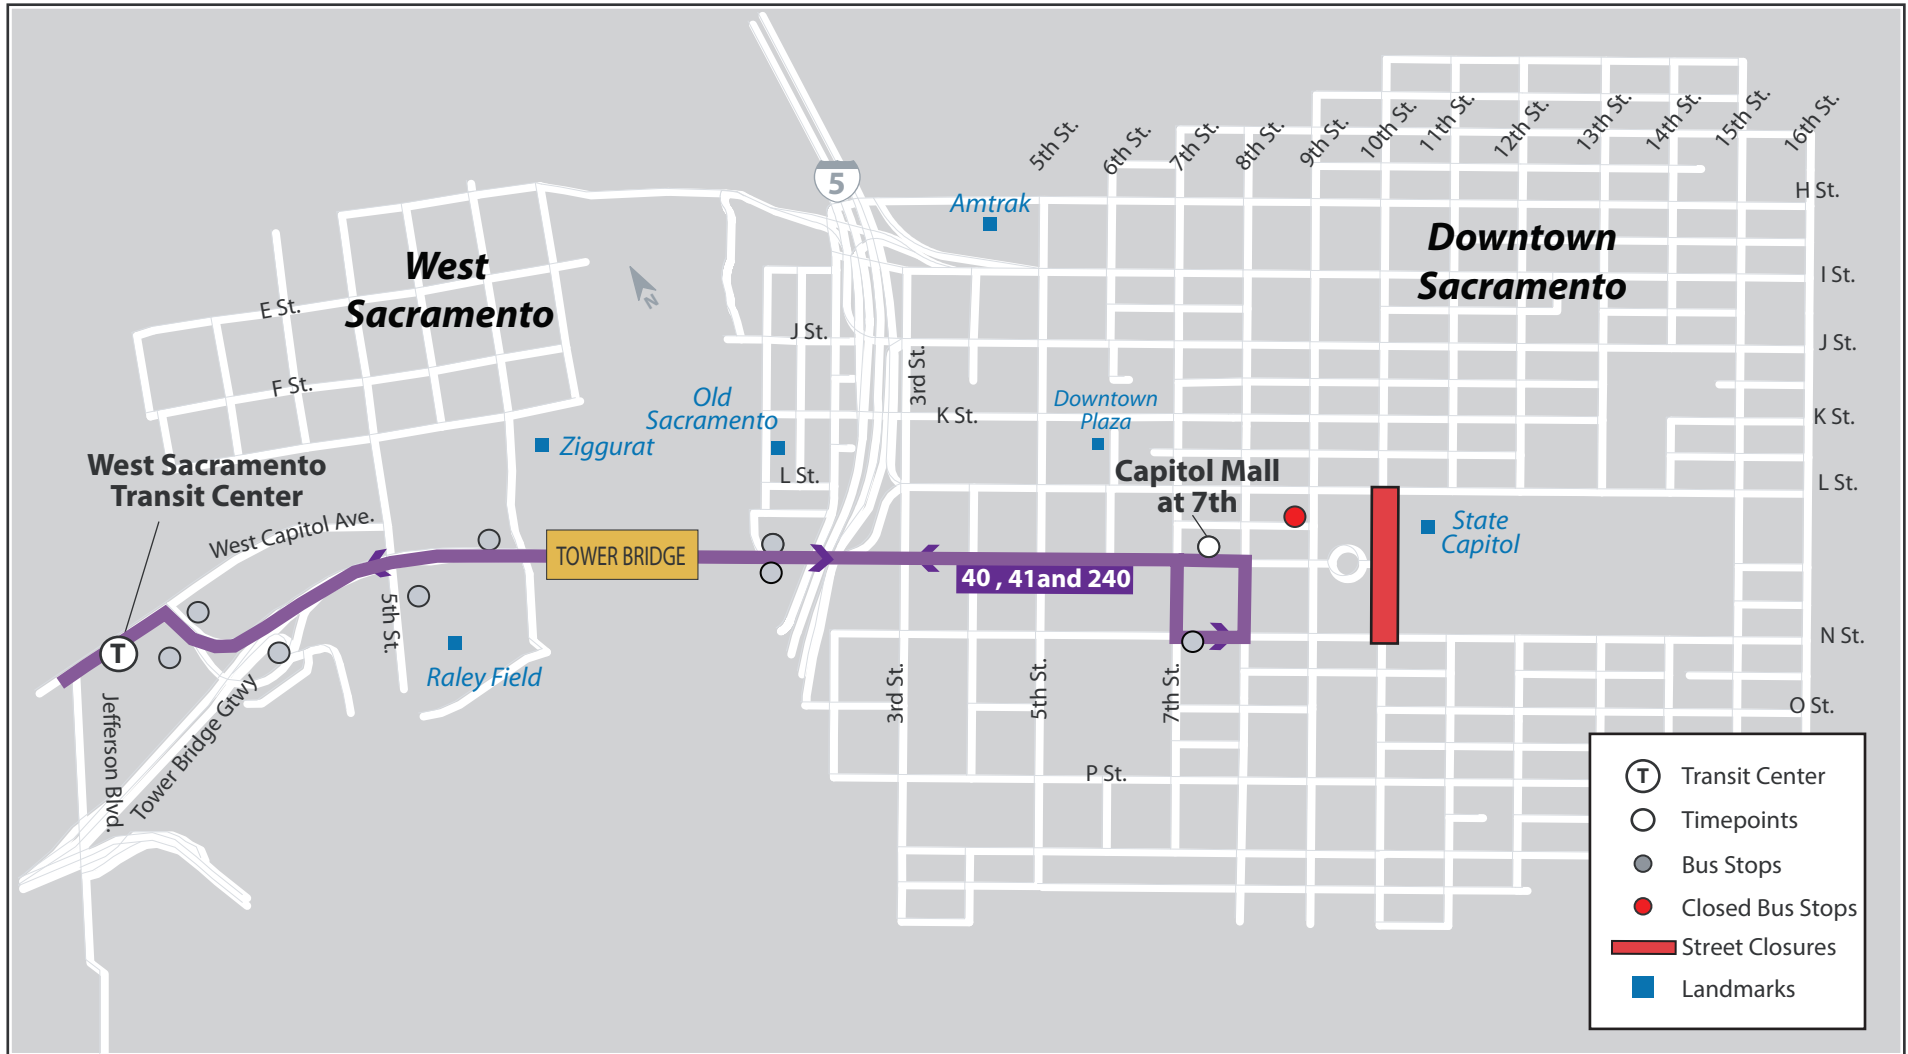 5th St.
6th St.
7th St.
8th St.
9th St.
10th St.
11th St.
12th St.
13th St.
14th St.
15th St.
16th St.
5
Amtrak
H St.
West
Sacramento
Downtown
Sacramento
I St.
N
E St.
J St.
J St.
3rd St.
F St.
Old
Sacramento
K St.
Downtown
Plaza
K St.
Ziggurat
West Sacramento
Transit Center
L St.
Capitol Mall
at 7th
L St.
West Capitol Ave.
State
Capitol
TOWER BRIDGE
40 , 41and 240
5th St.
T
N St.
Raley Field
3rd St.
5th St.
7th St.
O St.
Jefferson Blvd.
Tower Bridge Gtwy
P St.
T Transit Center
Timepoints
Bus Stops
Closed Bus Stops
Street Closures
Landmarks